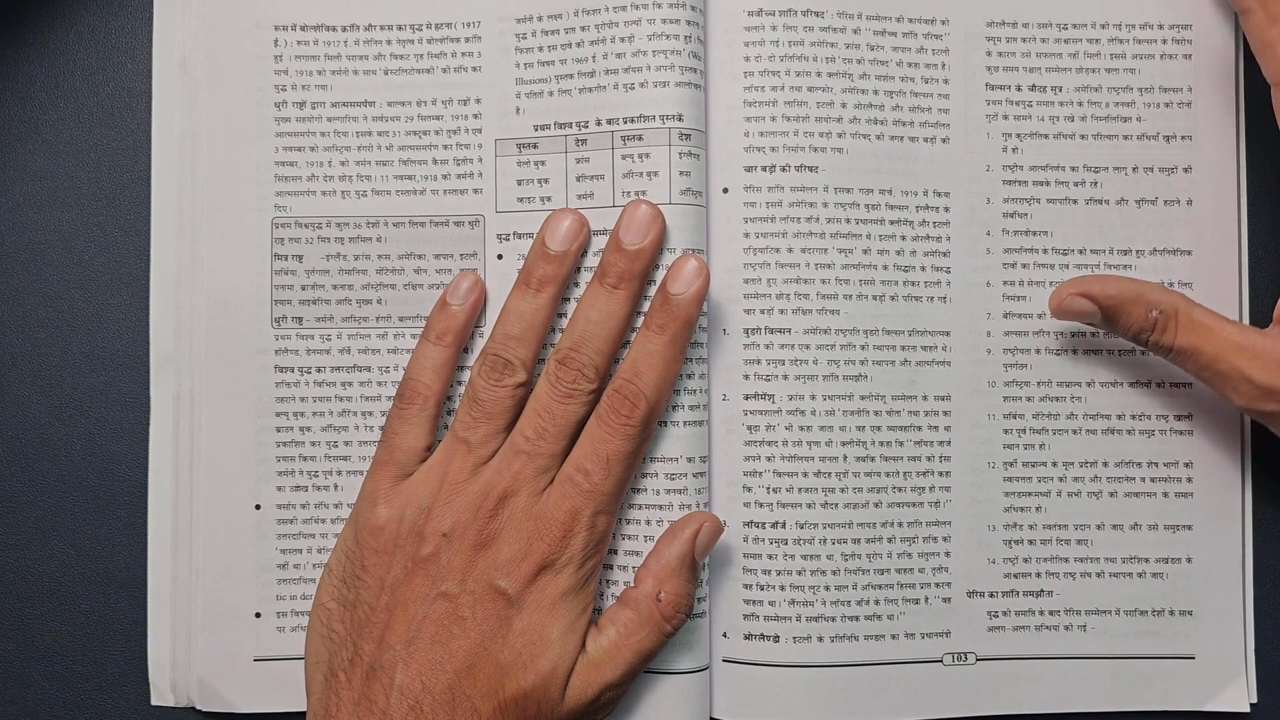 रूस में बोल्शेविक क्रांति और रूस का युद्ध से हटना ( 1917
ई. ) : रूस में 1917 ई. में लेनिन के नेतृत्व में बोल्शेविक क्रांति
हुई । लगातार मिली पराजय और विकट गृह स्थिति से रूस 3
मार्च, 1918 को जर्मनी के साथ 'ब्रेस्टलिटोवस्की' की संधि कर
युद्ध से हट गया।
धुरी राष्ट्रों द्वारा आत्मसमर्पण : बाल्कन क्षेत्र में धुरी राष्ट्रों के
मुख्य सहयोगी बल्गारिया ने सर्वप्रथम 29 सितम्बर, 1918 को
आत्मसमर्पण कर दिया। इसके बाद 31 अक्टूबर को तुर्की ने एवं
3 नवम्बर को आस्ट्रिया-हंगरी ने भी आत्मसमर्पण कर दिया। 9
नवम्बर, 1918 ई. को जर्मन सम्राट विलियम कैसर द्वितीय ने
सिंहासन और देश छोड़ दिया। 11 नवम्बर,1918 को जर्मनी ने
आत्मसमर्पण करते हुए युद्ध विराम दस्तावेजों पर हस्ताक्षर कर
दिए।
प्रथम विश्वयुद्ध में कुल 36 देशों ने भाग लिया जिनमें चार धुरी
राष्ट्र तथा 32 मित्र राष्ट्र शामिल थे।
मित्र राष्ट्र -इंग्लैंड, फ्रांस, रूस, अमेरिका, जापान, इटली,
सर्बिया, पुर्तगाल, रोमानिया, मोंटेनेग्रो, चीन, भारत,
पनामा, ब्राजील, कनाडा, ऑस्ट्रेलिया, दक्षिण
श्याम, साइबेरिया आदि मुख्य थे।
धुरी राष्ट्र - जर्मनी, आस्ट्रिया-हंगरी,
प्रथम विश्व युद्ध में शामिल नहीं होने में
हॉलैण्ड, डेनमार्क, नॉर्वे, स्वीडन, थे।
विश्व युद्ध का उत्तरदायित्व: युद्ध में
शक्तियों ने विभिन्न बुक जारी कर का
ठहराने का प्रयास किया। जिसमें
ब्ल्यू बुक, रूस ने ऑरेंज बुक,
ब्राउन बुक, ऑस्ट्रिया ने रेड
प्रकाशित कर युद्ध का
प्रयास किया। दिसम्बर,
जर्मनी ने युद्ध पूर्व के
का उल्लेख किया है।
वर्साय की संधि की
उसकी आर्थिक
उत्तरदायित्व पर
'वास्तव में
नहीं था।'
उत्तरदायित्व
tic in der
इस विषय
पर
जर्मनी के लक्ष्य ) में फिशर ने दावा किया कि जर्मनी का
युद्ध में विजय प्राप्त कर यूरोपीय राज्यों पर कब्जा
फिशर के इस दावे की जर्मनी में कड़ी - प्रतिक्रिया हुई।
ने इस विषय पर 1969 ई. में 'वार ऑफ इल्यूजंस'
Illusions) पुस्तक लिखी। जेम्स जॉयस ने अपनी पुस्तक
में पतितों के लिए 'शोकगीत' में युद्ध की प्रखर
है।
प्रथम विश्व युद्ध के बाद प्रकाशित पुस्तकें
पुस्तक देश पुस्तक देश
येलो बुक फ्रांस ब्ल्यू बुक इंग्लैण्ड
ब्राउन बुक बेल्जियम ऑरेन्ज बुक रूस
व्हाइट बुक जर्मनी रेड बुक
युद्ध विराम
28
'सर्वोच्च शांति परिषद' : पेरिस में सम्मेलन की कार्यवाही को
चलाने के लिए दस व्यक्तियों की ''सर्वोच्च शांति परिषद''
बनायी गई। इसमें अमेरिका, फ्रांस, ब्रिटेन, जापान और इटली
के दो-दो प्रतिनिधि थे। इसे 'दस की परिषद' भी कहा जाता है।
इस परिषद् में फ्रांस के क्लीमेंशू और मार्शल फोच, ब्रिटेन के
लॉयड जार्ज तथा बाल्फोर, अमेरिका के राष्ट्रपति विल्सन तथा
विदेशमंत्री लासिंग, इटली के ओरलैण्डो और सोन्निनो तथा
जापान के किमोशी सायोन्जी और नोबैकी मेकिनो सम्मिलित
थे। कालान्तर में दस बड़ों की परिषद् की जगह चार बड़ों की
परिषद् का निर्माण किया गया।
चार बड़ों की परिषद -
पेरिस शांति सम्मेलन में इसका गठन मार्च, 1919 में किया
गया। इसमें अमेरिका के राष्ट्रपति वुडरो विल्सन, इंग्लैण्ड के
प्रधानमंत्री लॉयड जॉर्ज, फ्रांस के प्रधानमंत्री क्लीमेंशू और इटली
के प्रधानमंत्री ओरलैण्डो सम्मिलित थे। इटली के ओरलैण्डो ने
एड्रियाटिक के बंदरगाह 'फ्यूम' की मांग की तो अमेरिकी
राष्ट्रपति विल्सन ने इसको आत्मनिर्णय के सिद्धांत के विरुद्ध
बताते हुए अस्वीकार कर दिया। इससे नाराज होकर इटली ने
सम्मेलन छोड़ दिया, जिससे यह तीन बड़ों की परिषद रह गई।
चार बड़ों का संक्षिप्त परिचय -
1. वुडरो विल्सन - अमेरिकी राष्ट्रपति वुडरो विल्सन प्रतिशोधात्मक
शांति की जगह एक आदर्श शांति की स्थापना करना चाहते थे।
उसके प्रमुख उद्देश्य थे- राष्ट्र संघ की स्थापना और आत्मनिर्णय
के सिद्धांत के अनुसार शांति समझौते।
2. क्लीमेंशू : फ्रांस के प्रधानमंत्री क्लीमेंशू सम्मेलन के सबसे
प्रभावशाली व्यक्ति थे। उसे 'राजनीति का चीता' तथा फ्रांस का
'बूढ़ा शेर' भी कहा जाता था। वह एक व्यावहारिक नेता था
आदर्शवाद से उसे घृणा थी। क्लीमेंशू ने कहा कि ''लॉयड जार्ज
अपने को नेपोलियन मानता है, जबकि विल्सन स्वयं को ईसा
मसीह'' विल्सन के चौदह सूत्रों पर व्यंग्य करते हुए उन्होंने कहा
कि, ''ईश्वर भी हजरत मूसा को दस आज्ञाएं देकर संतुष्ट हो गया
था किन्तु विल्सन को चौदह आज्ञाओं की आवश्यकता पड़ी।''
3. लॉयड जॉर्ज : ब्रिटिश प्रधानमंत्री लायड जॉर्ज के शांति सम्मेलन
में तीन प्रमुख उद्देश्यों रहे प्रथम वह जर्मनी की समुद्री शक्ति को
समाप्त कर देना चाहता था, द्वितीय यूरोप में शक्ति संतुलन के
लिए वह फ्रांस की शक्ति को नियंत्रित रखना चाहता था, तृतीय,
वह ब्रिटेन के लिए लूट के माल में अधिकतम हिस्सा प्राप्त करना
चाहता था। 'लैंगसेम' ने लॉयड जॉर्ज के लिए लिखा है, ''वह
शांति सम्मेलन में सर्वाधिक रोचक व्यक्ति था।''
4. ओरलैण्डो : इटली के प्रतिनिधि मण्डल का नेता प्रधानमंत्री
ओरलैण्डो था। उसने युद्ध काल में की गई गुप्त संधि के अनुसार
फ्यूम प्राप्त करने का आश्वासन चाहा, लेकिन विल्सन के विरोध
के कारण उसे सफलता नहीं मिली। इससे अप्रसन्न होकर वह
कुछ समय पश्चात् सम्मेलन छोड़कर चला गया।
विल्सन के चौदह सूत्र : अमेरिकी राष्ट्रपति वुडरो विल्सन ने
प्रथम विश्वयुद्ध समाप्त करने के लिए 8 जनवरी, 1918 को दोनों
गुटों के सामने 14 सूत्र रखे जो निम्नलिखित थे-
1. गुप्त कूटनीतिक संधियों का परित्याग कर संधियाँ खुले रूप
में हो।
2. राष्ट्रीय आत्मनिर्णय का सिद्धान्त लागू हो एवं समुद्रों की
स्वतंत्रता सबके लिए बनी रहे।
3. अंतरराष्ट्रीय व्यापारिक प्रतिबंध और चुंगियाँ हटाने से
संबंधित।
4. नि:शस्त्रीकरण।
5. आत्मनिर्णय के सिद्धांत को ध्यान में रखते हुए औपनिवेशिक
दावों का निष्पक्ष एवं न्यायपूर्ण विभाजन।
6. रूस से सेनाएं के लिए
निमंत्रण।
7. बेल्जियम की
8. अल्सास लॉरेन पुन: फ्रांस को
9. राष्ट्रीयता के सिद्धांत के आधार पर इटली का
पुनर्गठन।
10. आस्ट्रिया-हंगरी साम्राज्य की पराधीन जातियों को स्वायत्त
शासन का अधिकार देना।
11. सर्बिया, मोंटेनेग्रो और रोमानिया को केंद्रीय राष्ट्र खाली
कर पूर्व स्थिति प्रदान करें तथा सर्बिया को समुद्र पर निकास
स्थान प्राप्त हो।
12. तुर्की साम्राज्य के मूल प्रदेशों के अतिरिक्त शेष भागों को
स्वायत्तता प्रदान की जाए और दारदानेल व बास्फोरस के
जलडमरूमध्यों में सभी राष्ट्रों को आवागमन के समान
अधिकार हो।
13. पोलैंड को स्वतंत्रता प्रदान की जाए और उसे समुद्रतक
पहुंचने का मार्ग दिया जाए।
14. राष्ट्रों को राजनीतिक स्वतंत्रता तथा प्रादेशिक अखंडता के
आश्वासन के लिए राष्ट्र संघ की स्थापना की जाए।
पेरिस का शांति समझौता -
युद्ध की समाप्ति के बाद पेरिस सम्मेलन में पराजित देशों के साथ
अलग-अलग सन्धियां की गई -
103